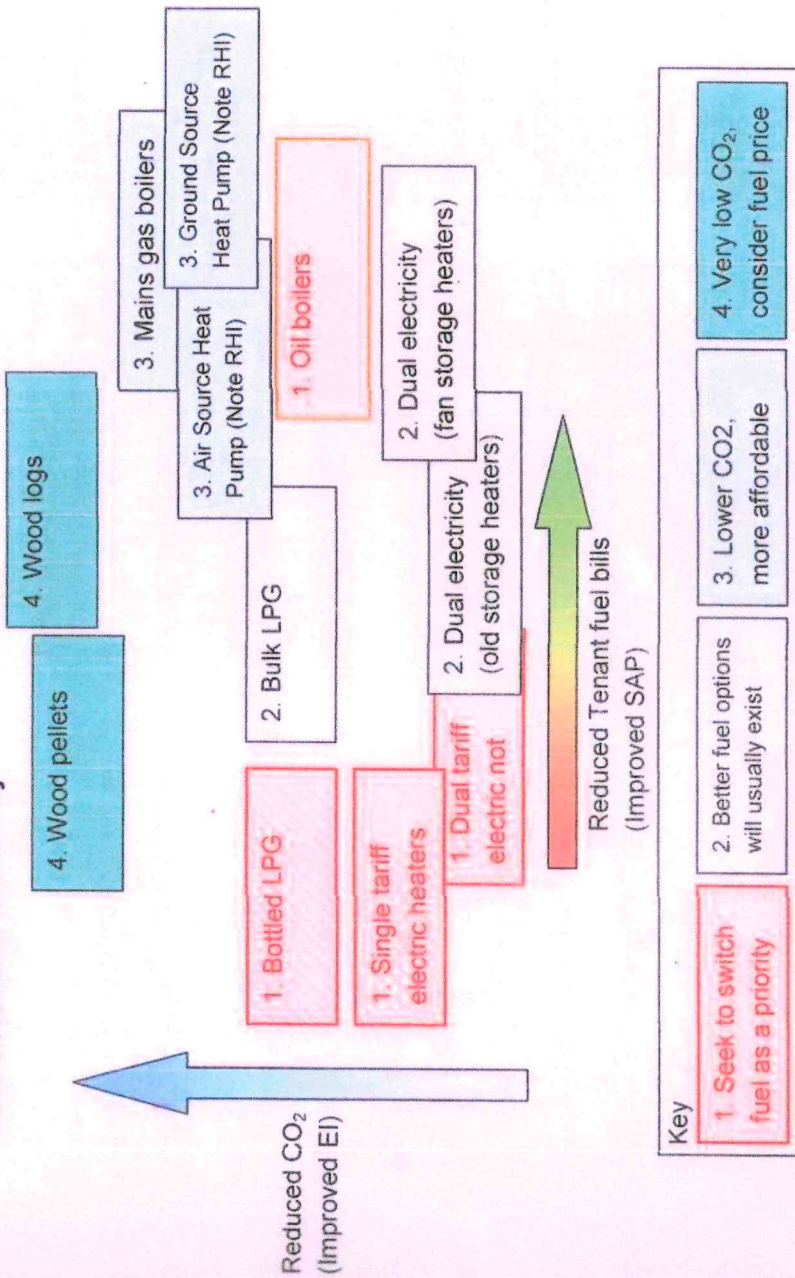 4. Wood logs
4. Wood pellets
3. Mains gas boilers
3. Ground Source
Heat Pump (Note RHI)
3. Air Source Heat
Pump (Note RHI)
2. Bulk LPG
1. Oil boilers
1. Bottled LPG
1. Single tariff
electric heaters
2. Dual electricity
(fan storage heaters)
2. Dual electricity
(old storage heaters)
1. Dual tariff
electric not
Reduced CO₂
(Improved EI)
Reduced Tenant fuel bills
(Improved SAP)
Key
1. Seek to switch
fuel as a priority
2. Better fuel options
will usually exist
3. Lower CO2,
more affordable
4. Very low CO₂,
consider fuel price